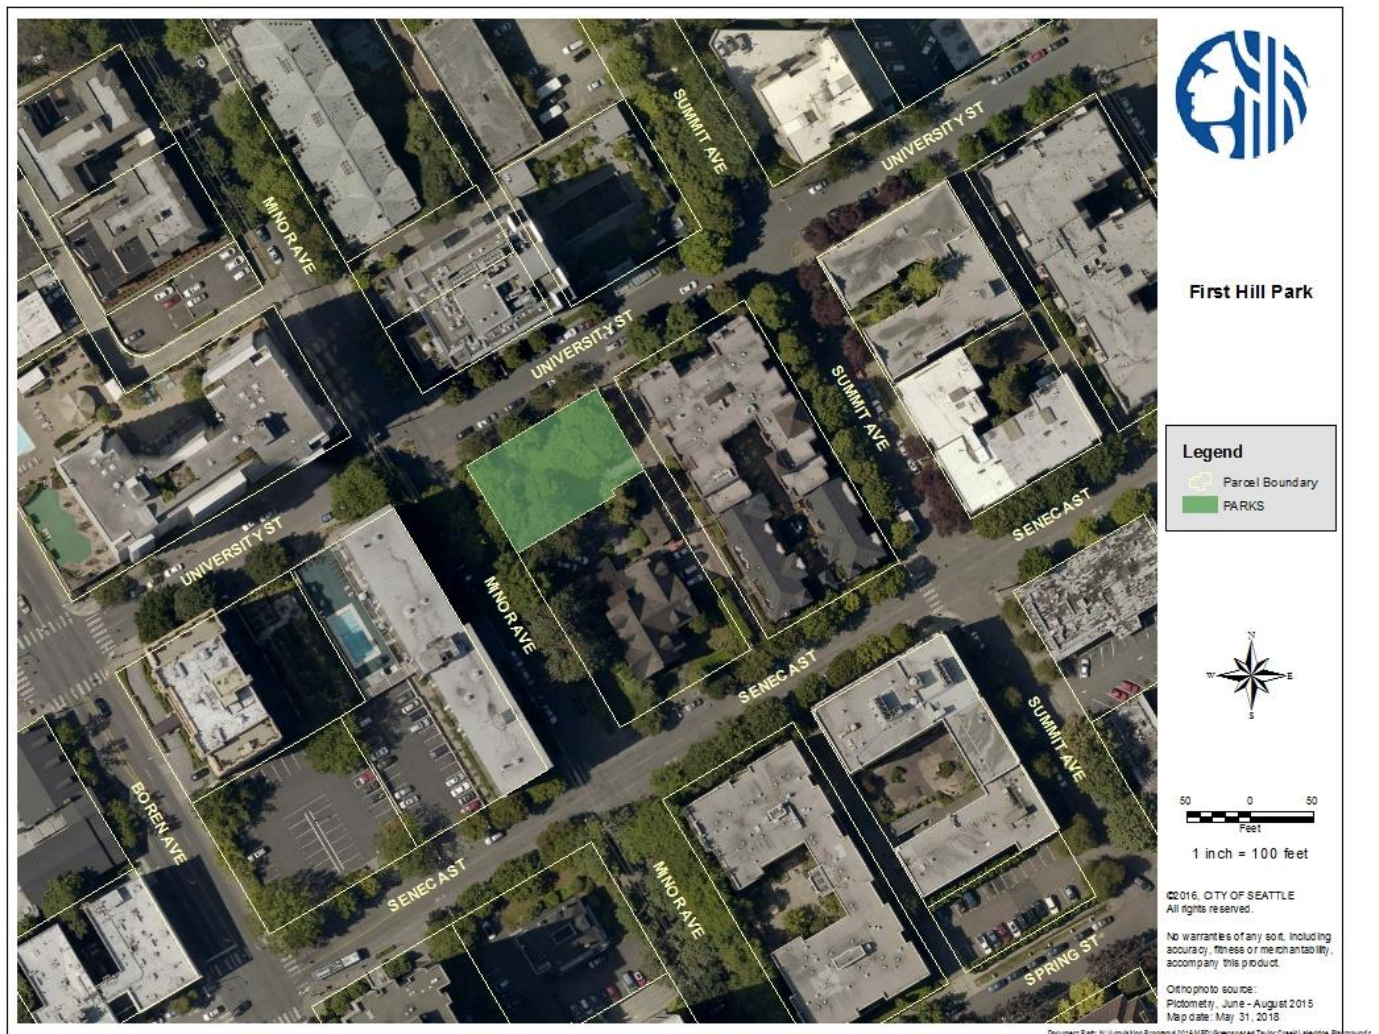 SUMMIT AVE
UNIVERSITY ST
MINOR AVE
First Hill Park
UNIVERSITY ST
SUMMIT AVE
Legend
Parcel Boundary
PARKS
SENECA ST
UNIVERSITY ST
MINOR AVE
N
W E
S
SENECA ST
SUMMIT AVE
BOREN AVE
50 0 50
Feet
1 inch = 100 feet
SENECA ST
MINOR AVE
SPRING ST
©2016, CITY OF SEATTLE
All rights reserved.
No warranties of any sort, including
accuracy, fitness or merchantability,
accompany this product.
Orthophoto source:
Pictometry, June - August 2015
Map date: May 31, 2018